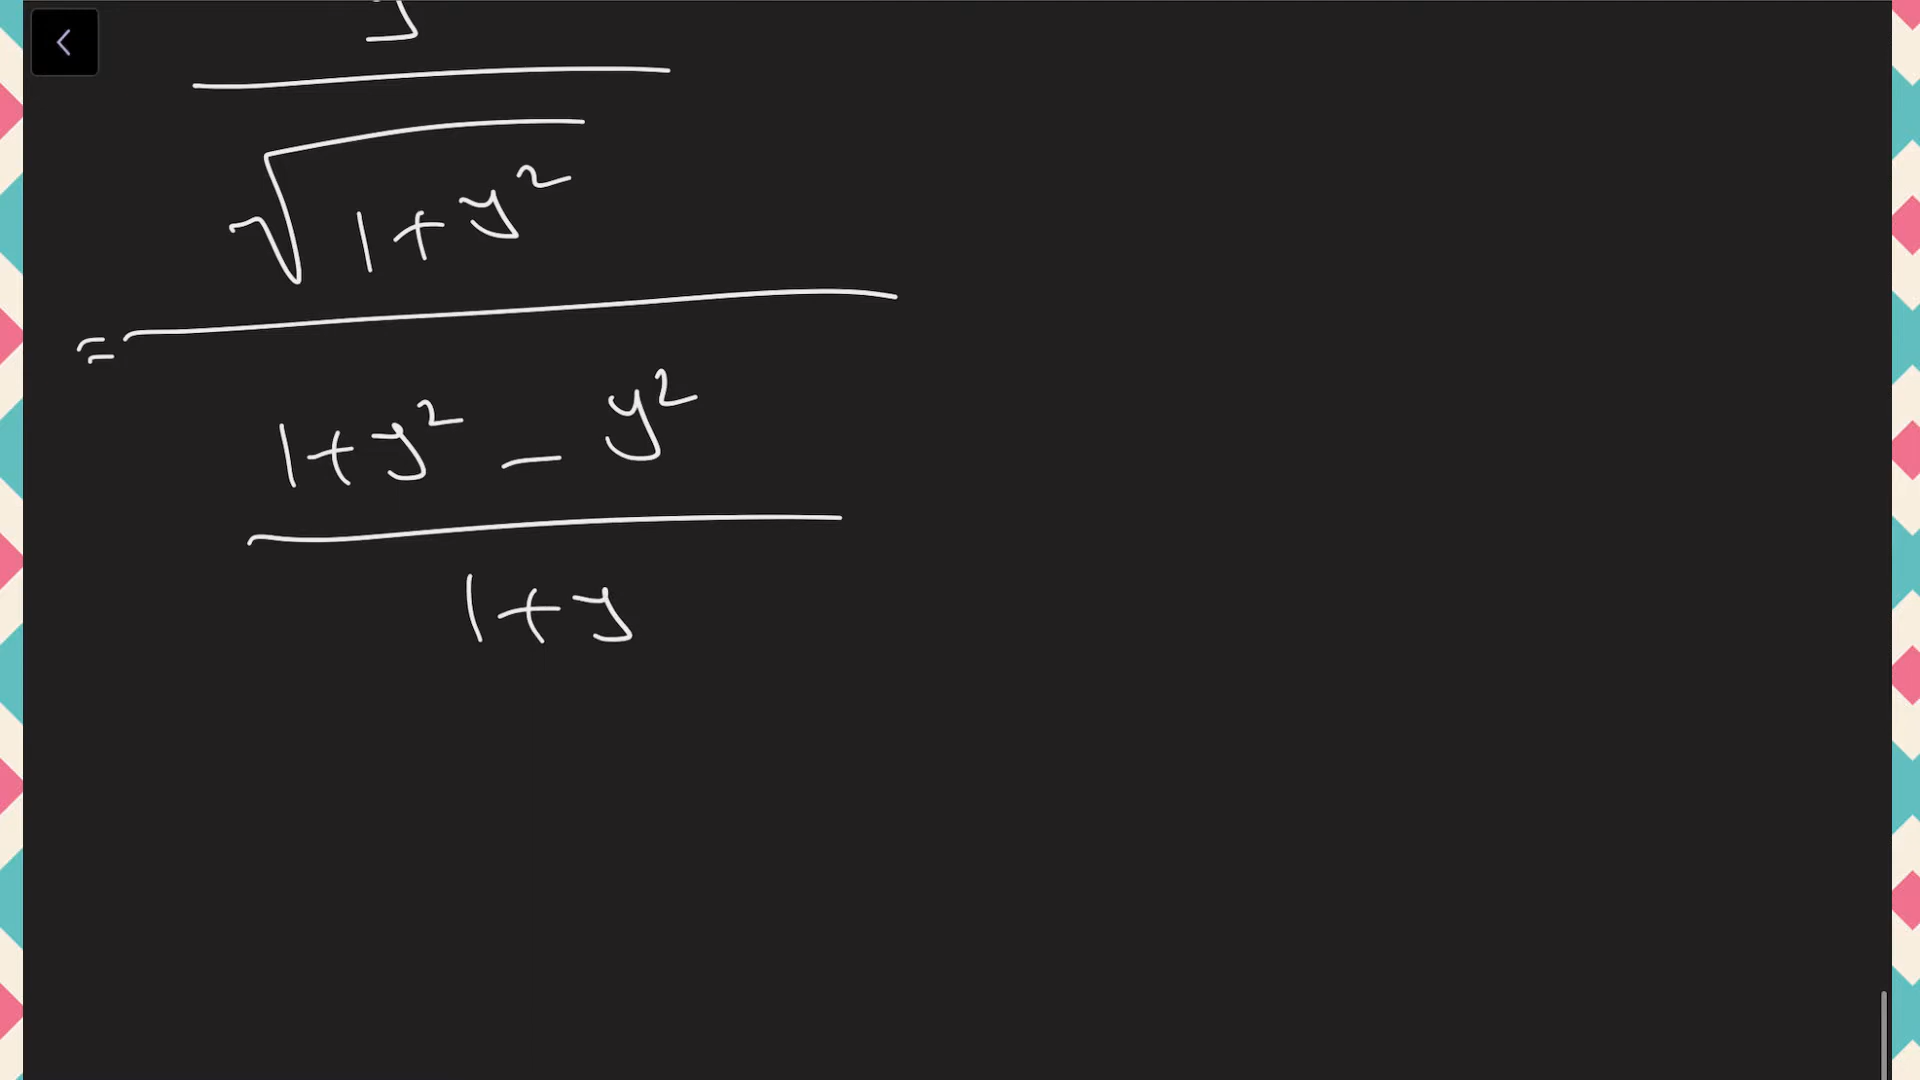 y
√1+y²
=
1+y² - y²
1+y